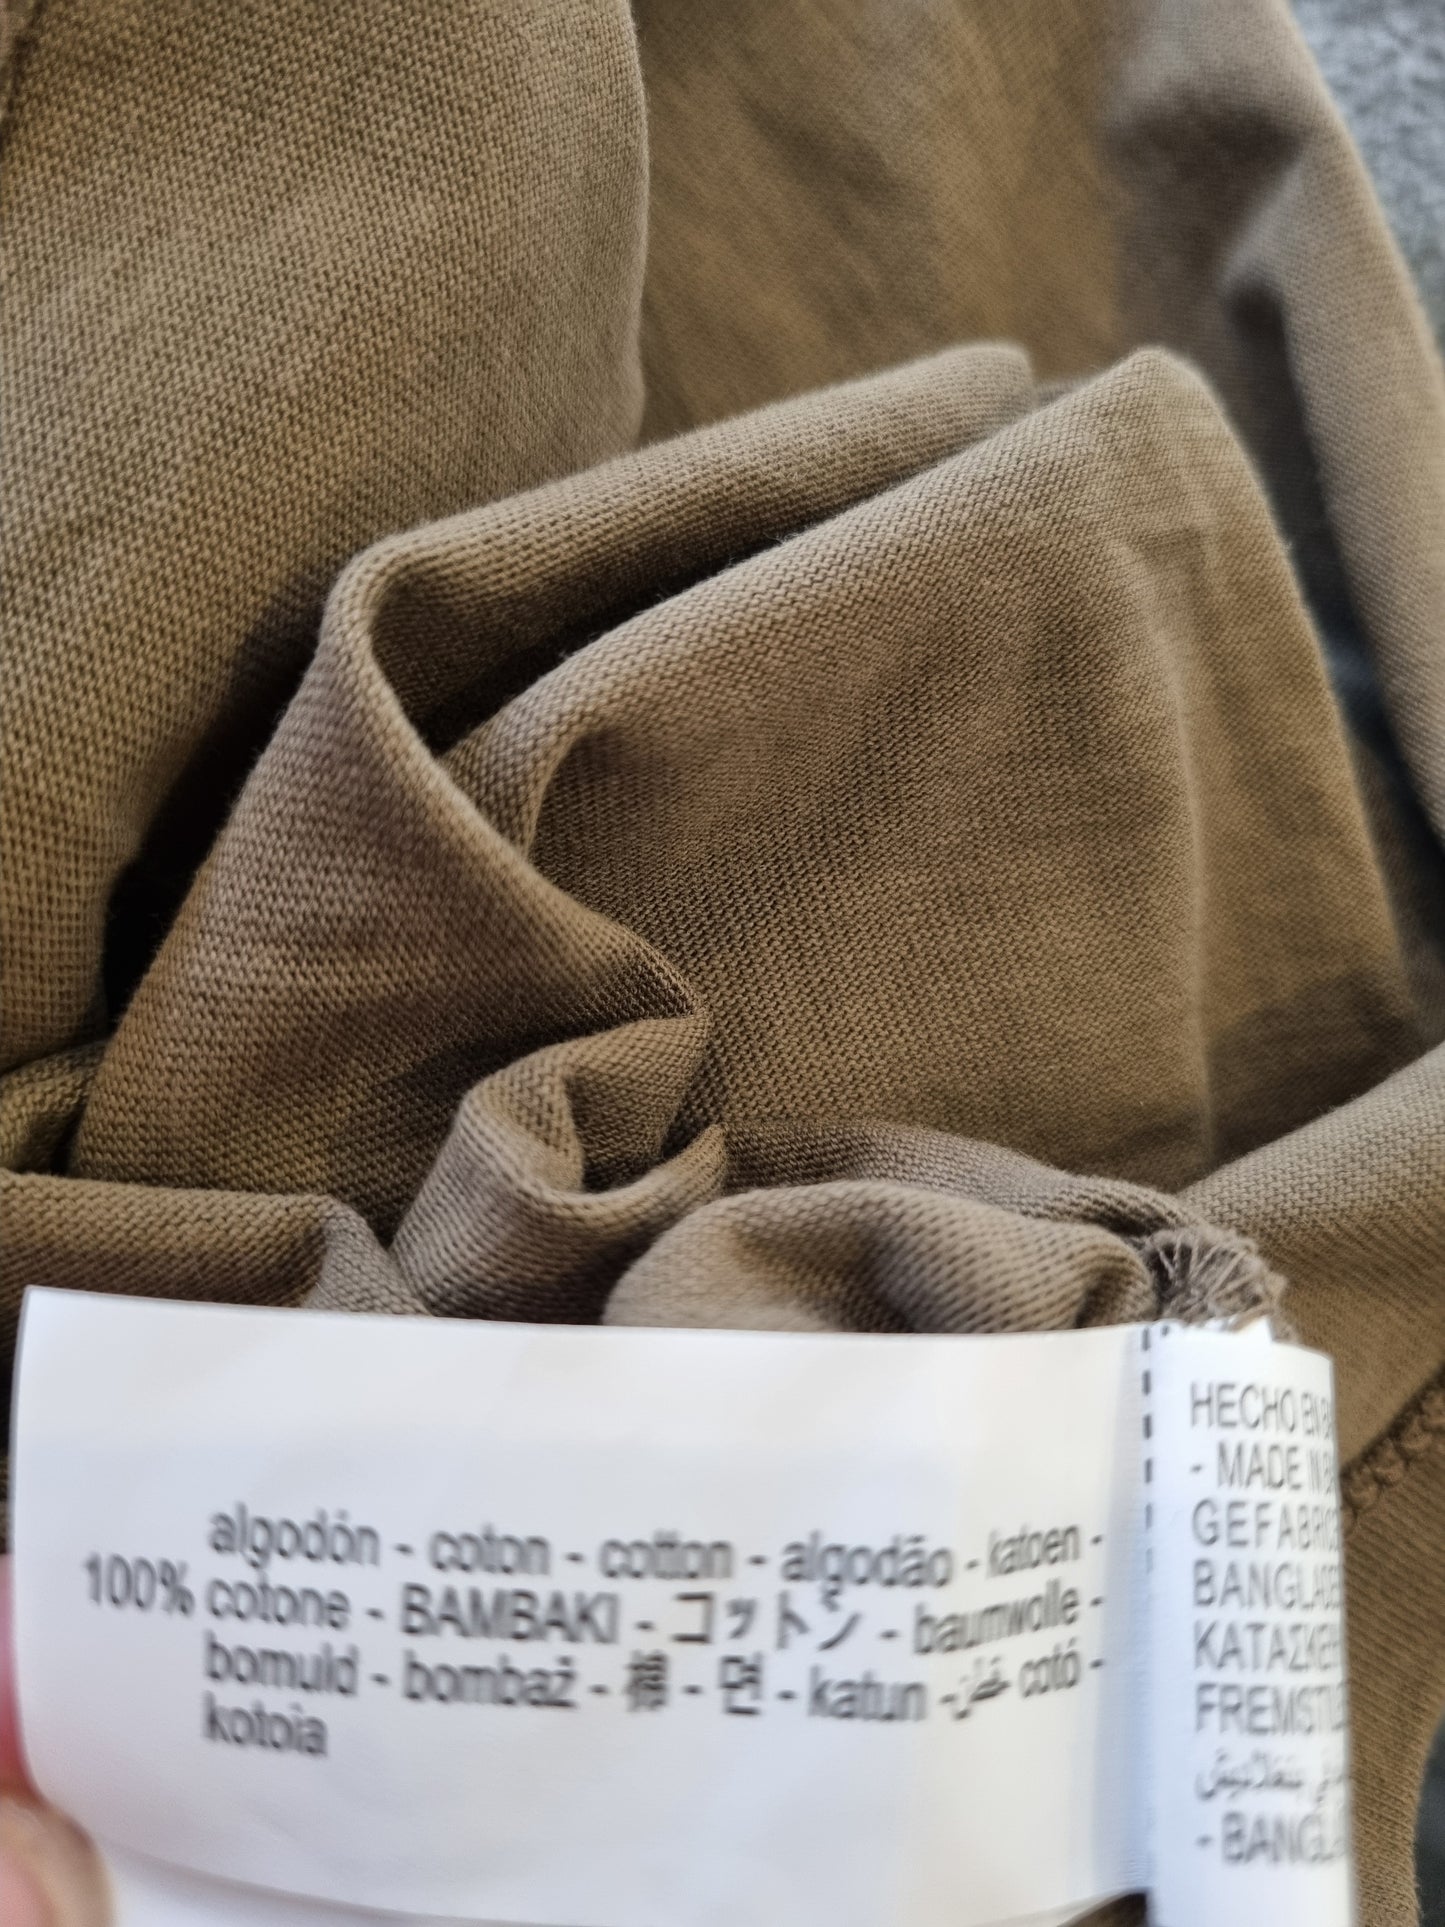 algodón - coton - cotton - algodão - katoen -
100% cotone - BAMBAKI - コットン - baumwolle -
bomuld - bombaž - 棉 - 면 - katun - قطن cotó -
kotoia
HECHO EN
- MADE IN
GEFABRIC
BANGLADE
ΚΑΤΑΣΚΕ
FREMSTILLE
- BANGL